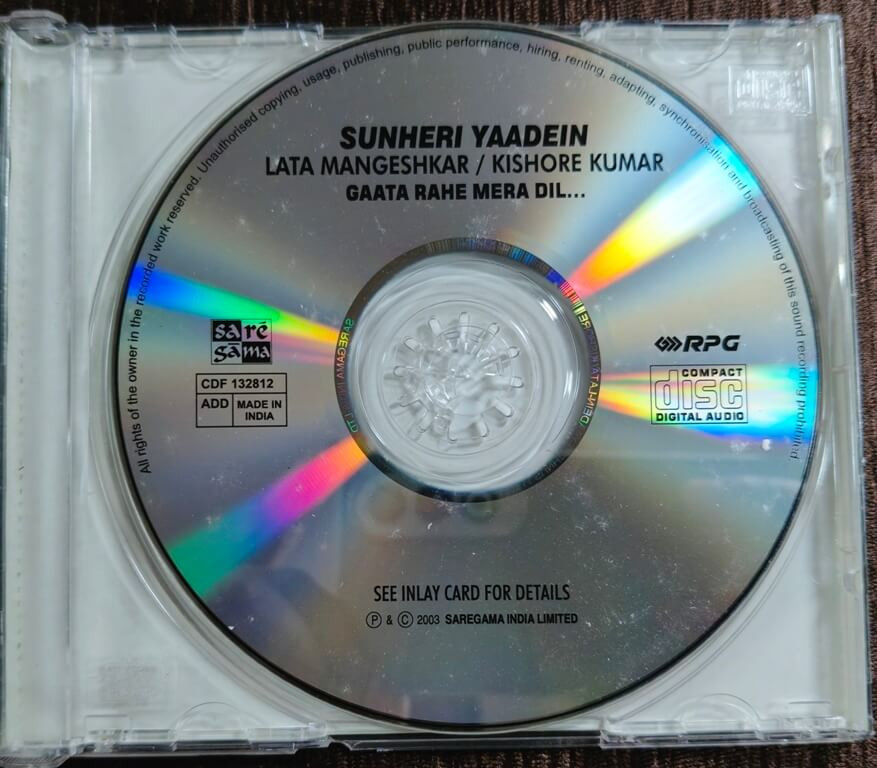 All rights of the owner in the recorded work reserved. Unauthorised copying, usage, publishing, public performance, hiring, renting, adapting, synchronisation and broadcasting of this sound recording prohibited
SUNHERI YAADEIN
LATA MANGESHKAR / KISHORE KUMAR
GAATA RAHE MERA DIL...
sa ré
gа̄ma
CDF 132812
ADD MADE IN INDIA
RPG
COMPACT
disc
DIGITAL AUDIO
SEE INLAY CARD FOR DETAILS
℗ & © 2003 SAREGAMA INDIA LIMITED